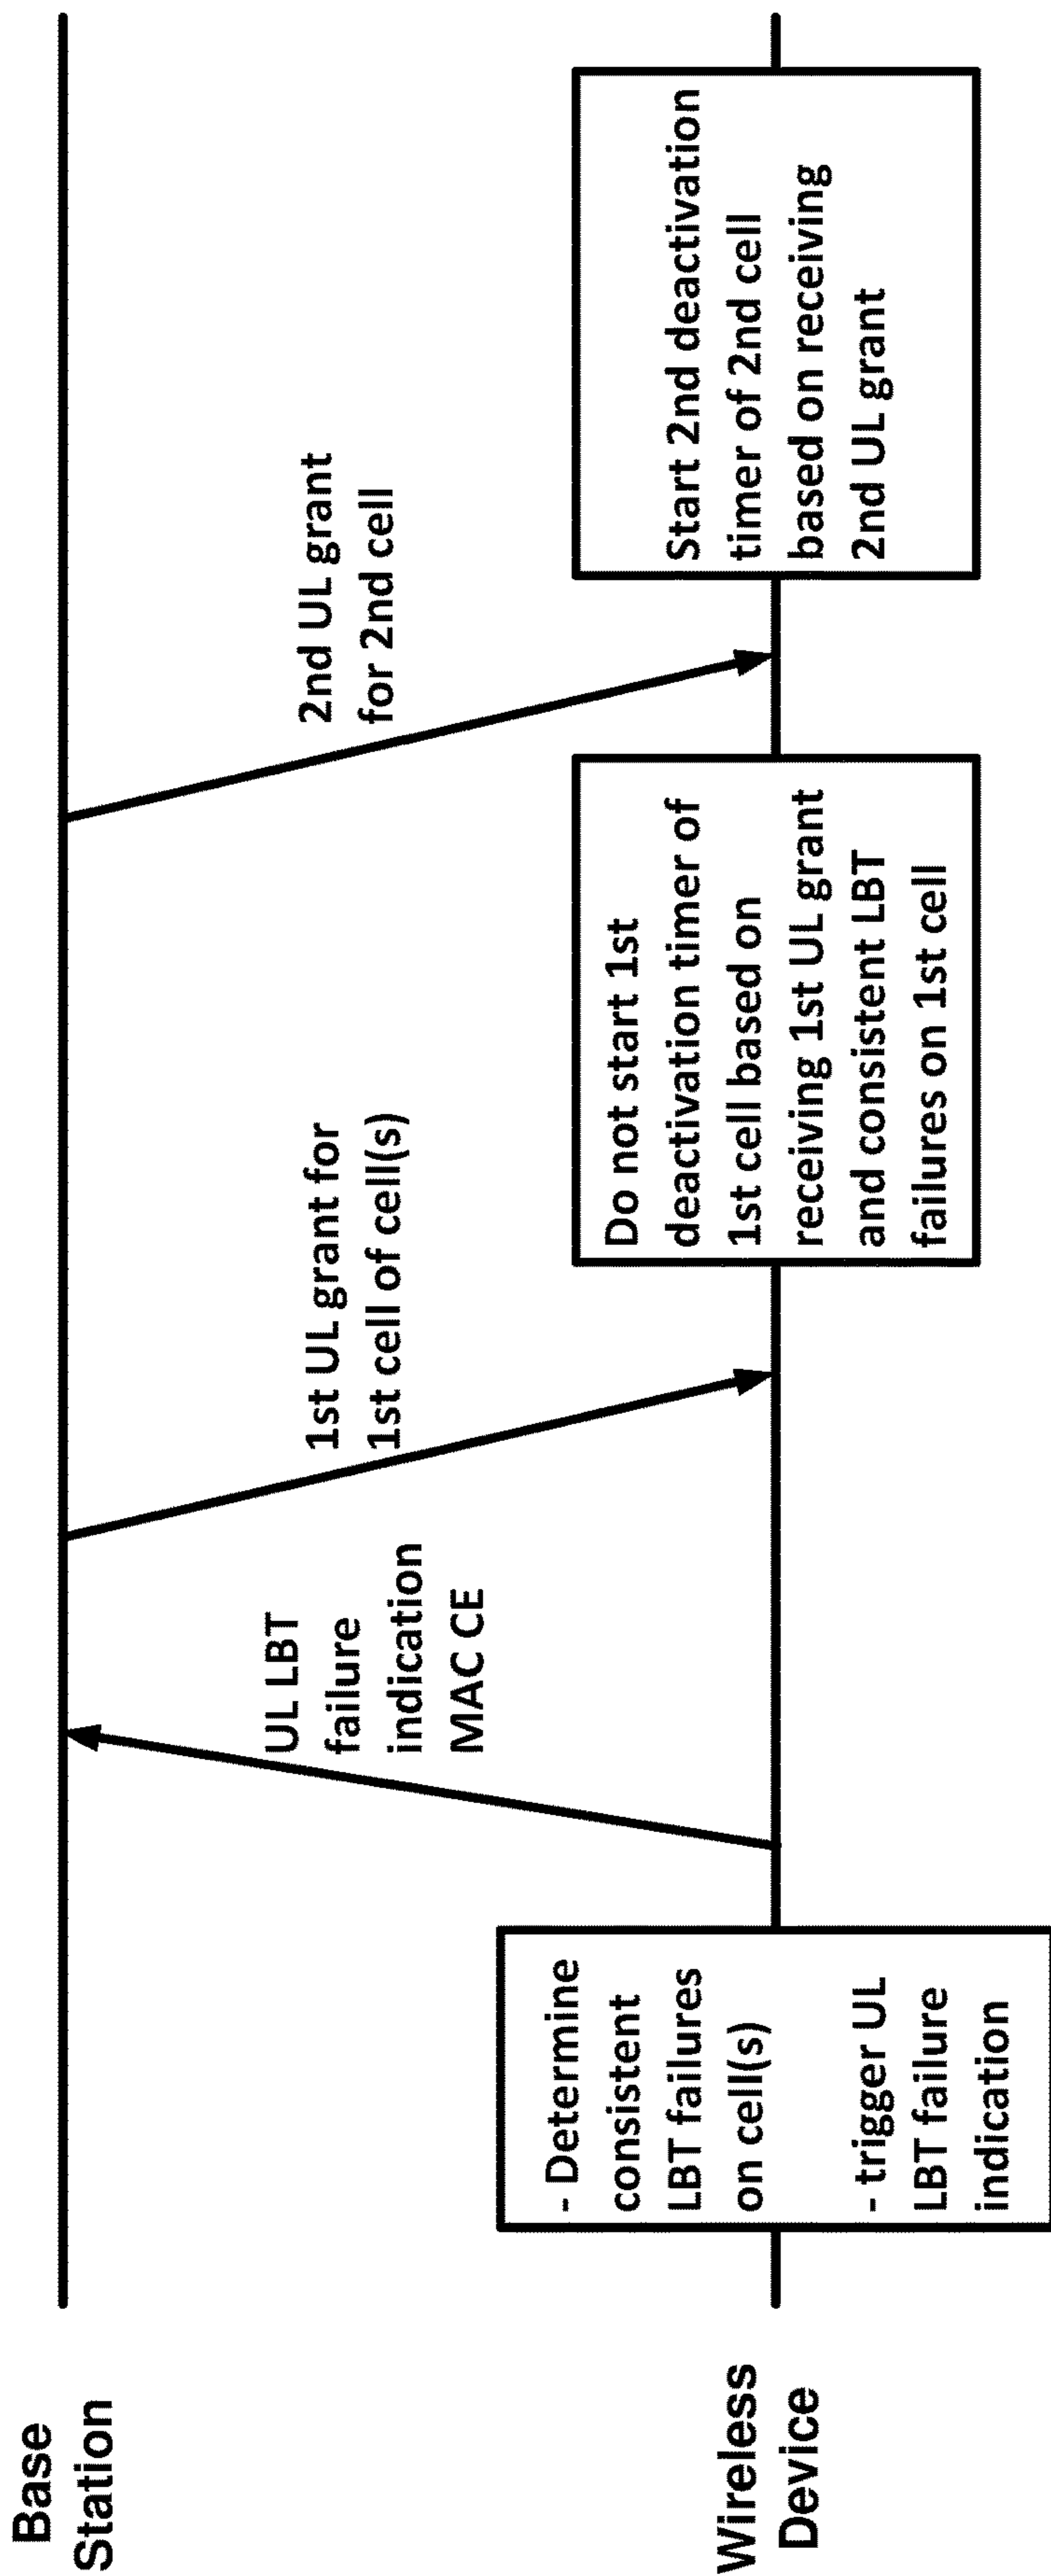 Base
Station
Wireless
Device
- Determine
consistent
LBT failures
on cell(s)
- trigger UL
LBT failure
indication
UL LBT
failure
indication
MAC CE
1st UL grant for
1st cell of cell(s)
Do not start 1st
deactivation timer of
1st cell based on
receiving 1st UL grant
and consistent LBT
failures on 1st cell
2nd UL grant
for 2nd cell
Start 2nd deactivation
timer of 2nd cell
based on receiving
2nd UL grant